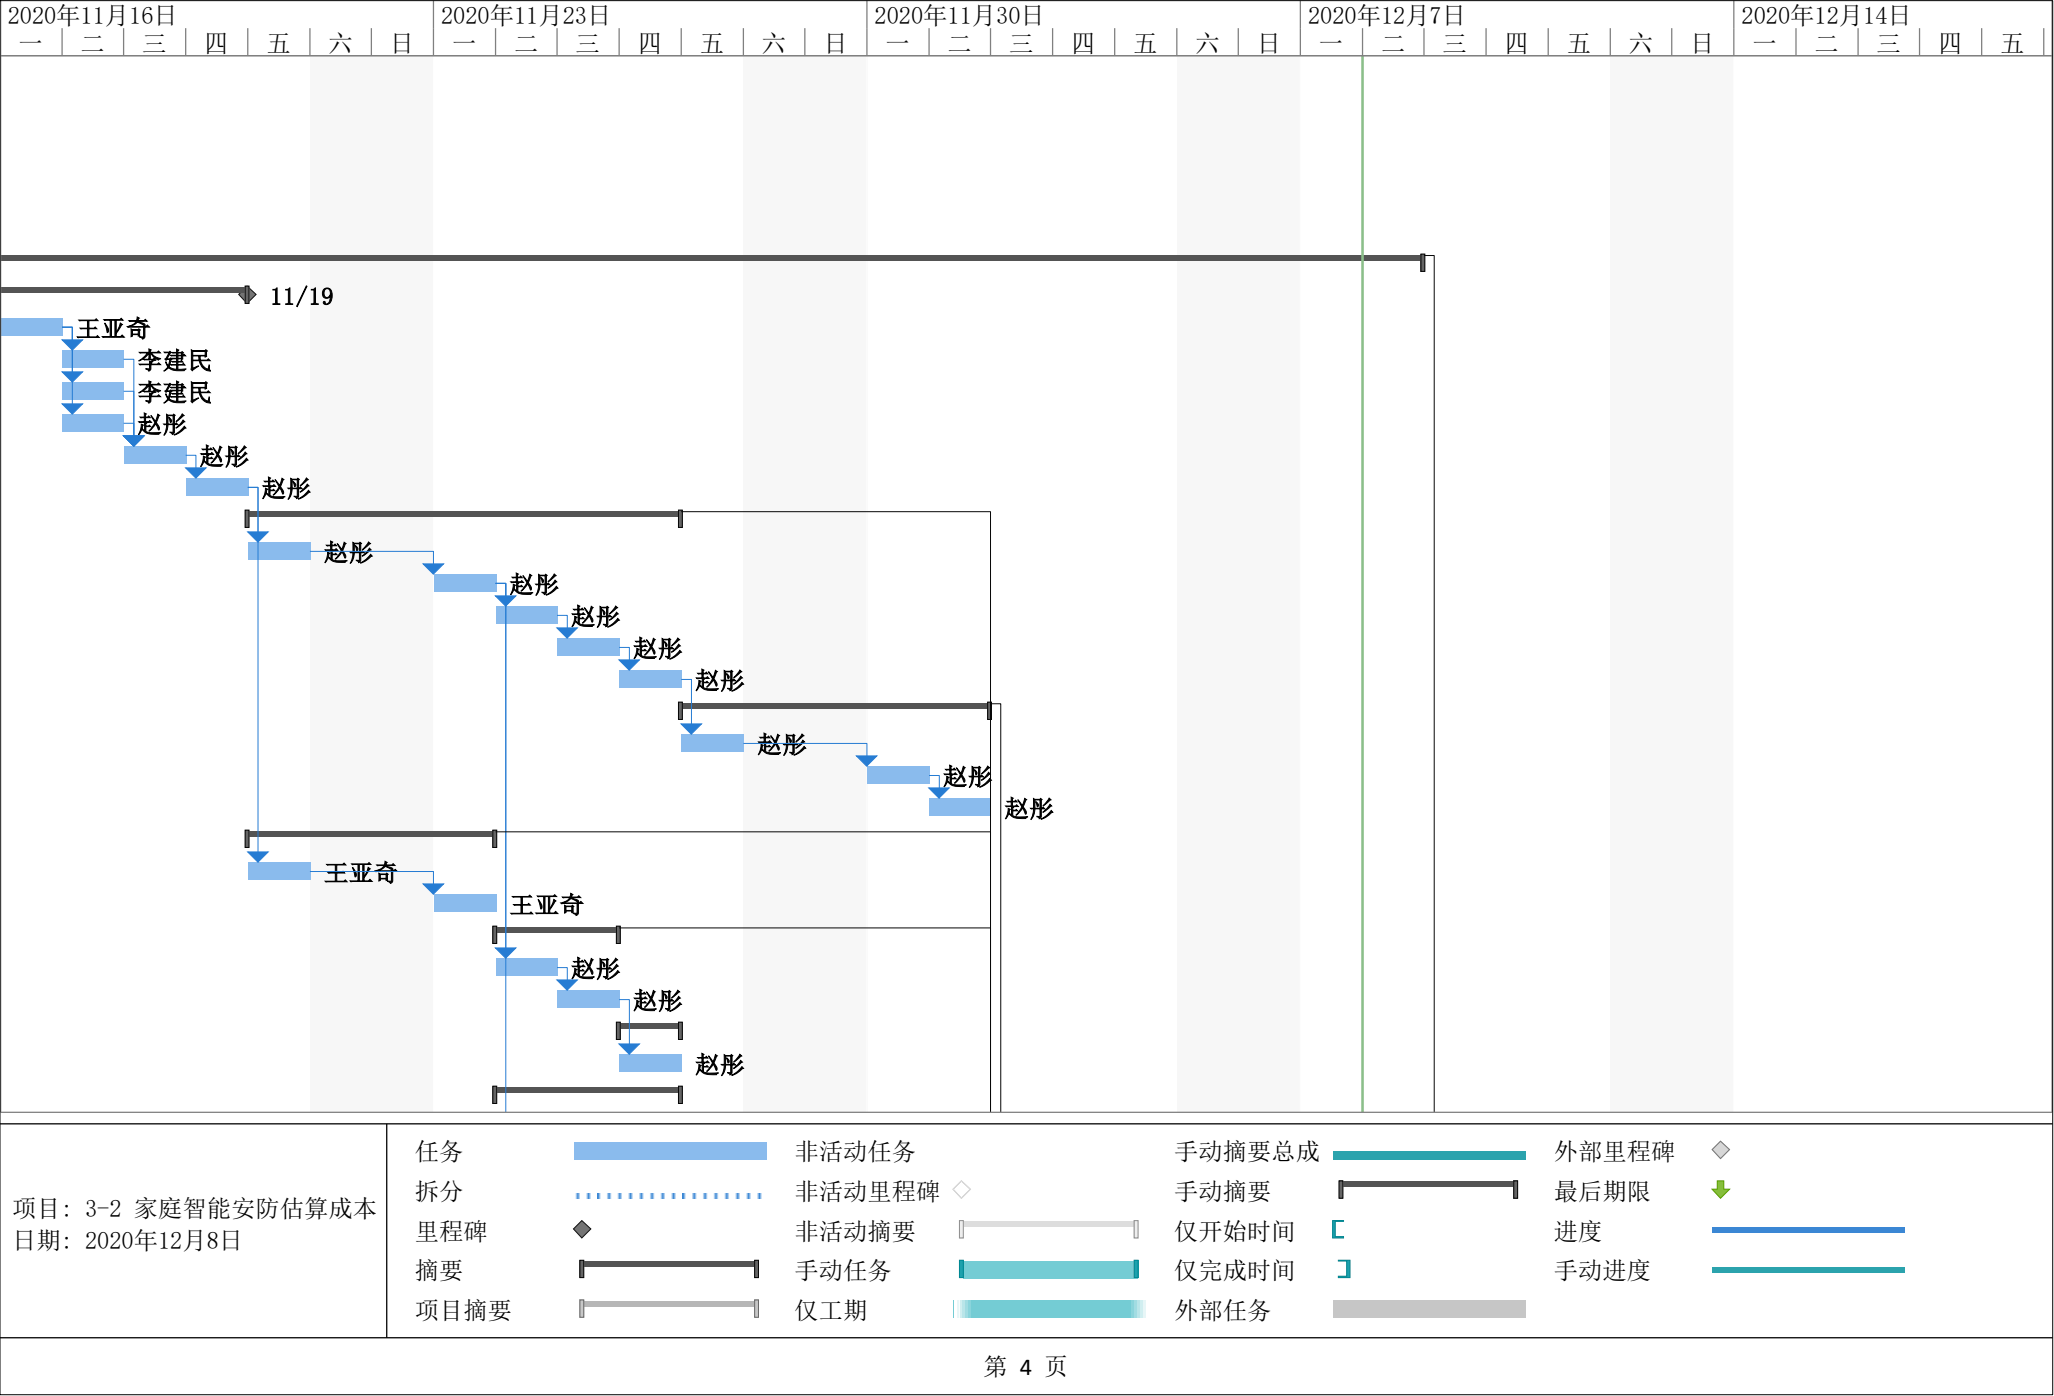 2020年11月16日 2020年11月23日 2020年11月30日 2020年12月7日 2020年12月14日
一 二 三 四 五 六 日 一 二 三 四 五 六 日 一 二 三 四 五 六 日 一 二 三 四 五 六 日 一 二 三 四 五
11/19
王亚奇
李建民
李建民
赵彤
赵彤
赵彤
赵彤
赵彤
赵彤
赵彤
赵彤
赵彤
赵彤
赵彤
王亚奇
王亚奇
赵彤
赵彤
赵彤
项目: 3-2 家庭智能安防估算成本
日期: 2020年12月8日
任务
拆分
里程碑
摘要
项目摘要
非活动任务
非活动里程碑
非活动摘要
手动任务
仅工期
手动摘要总成
手动摘要
仅开始时间
仅完成时间
外部任务
外部里程碑
最后期限
进度
手动进度
第 4 页